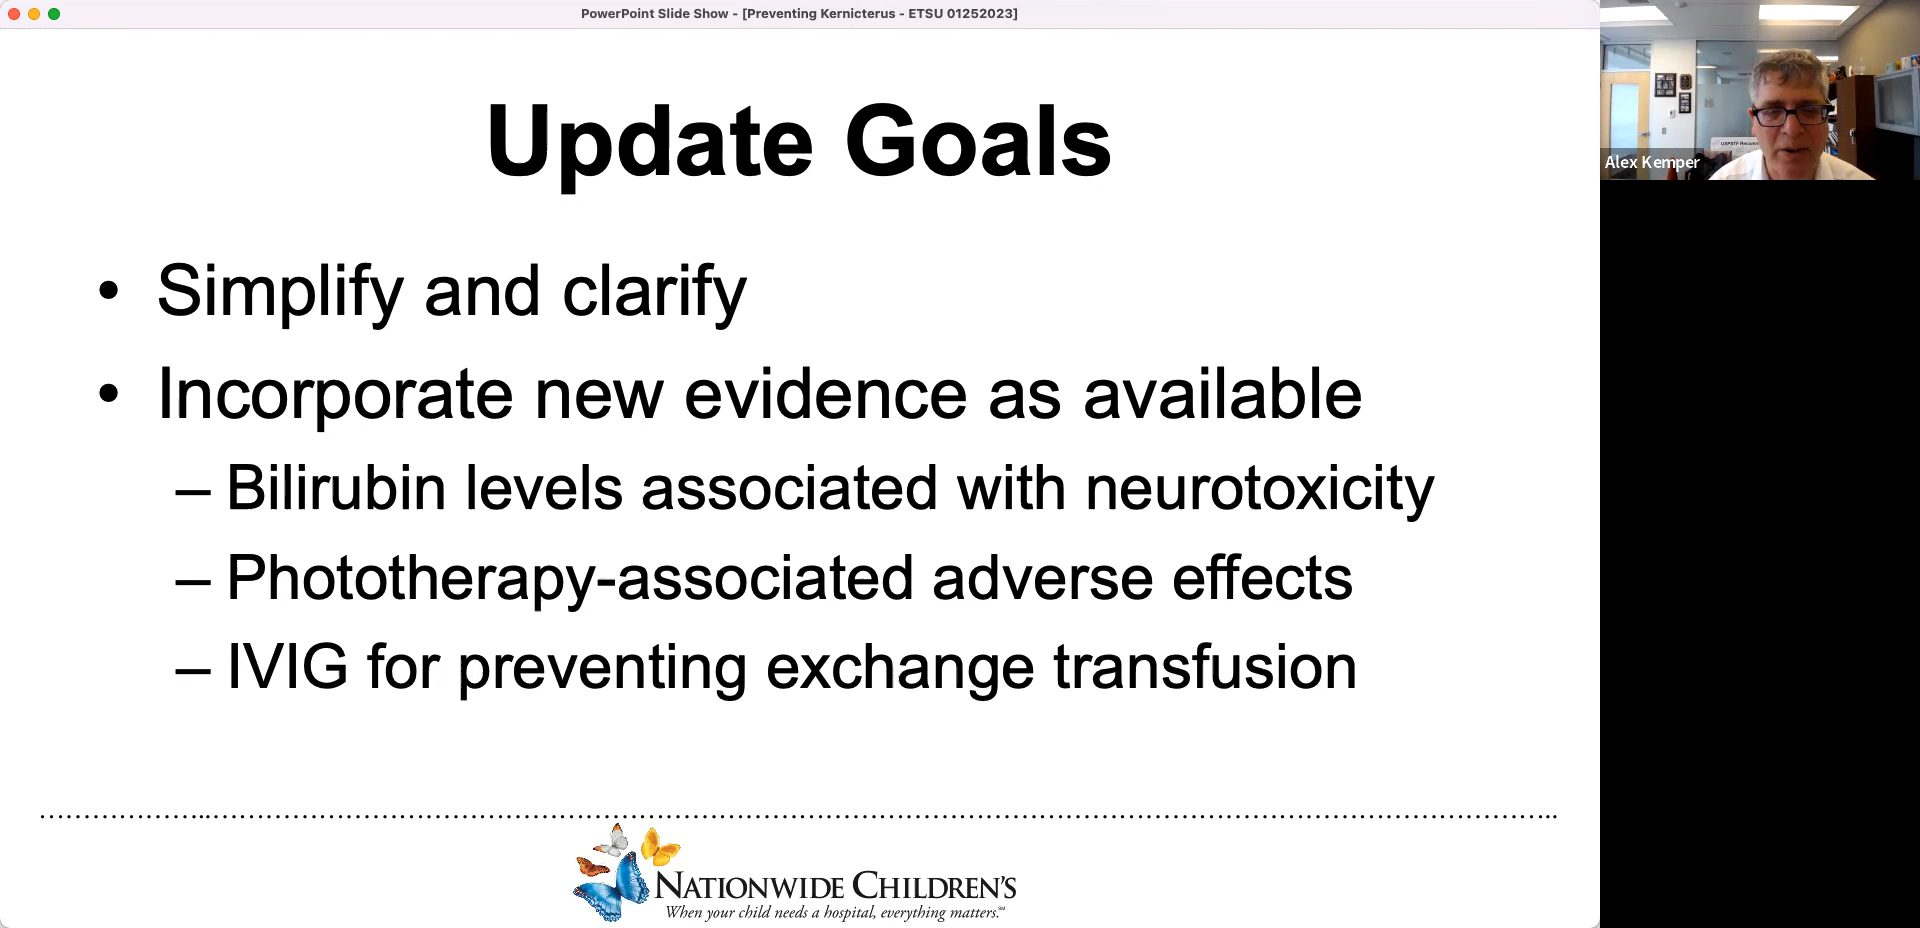 PowerPoint Slide Show - [Preventing Kernicterus - ETSU 01252023]
Update Goals
• Simplify and clarify
• Incorporate new evidence as available
– Bilirubin levels associated with neurotoxicity
– Phototherapy-associated adverse effects
– IVIG for preventing exchange transfusion
NATIONWIDE CHILDREN'S
When your child needs a hospital, everything matters.℠
Alex Kemper